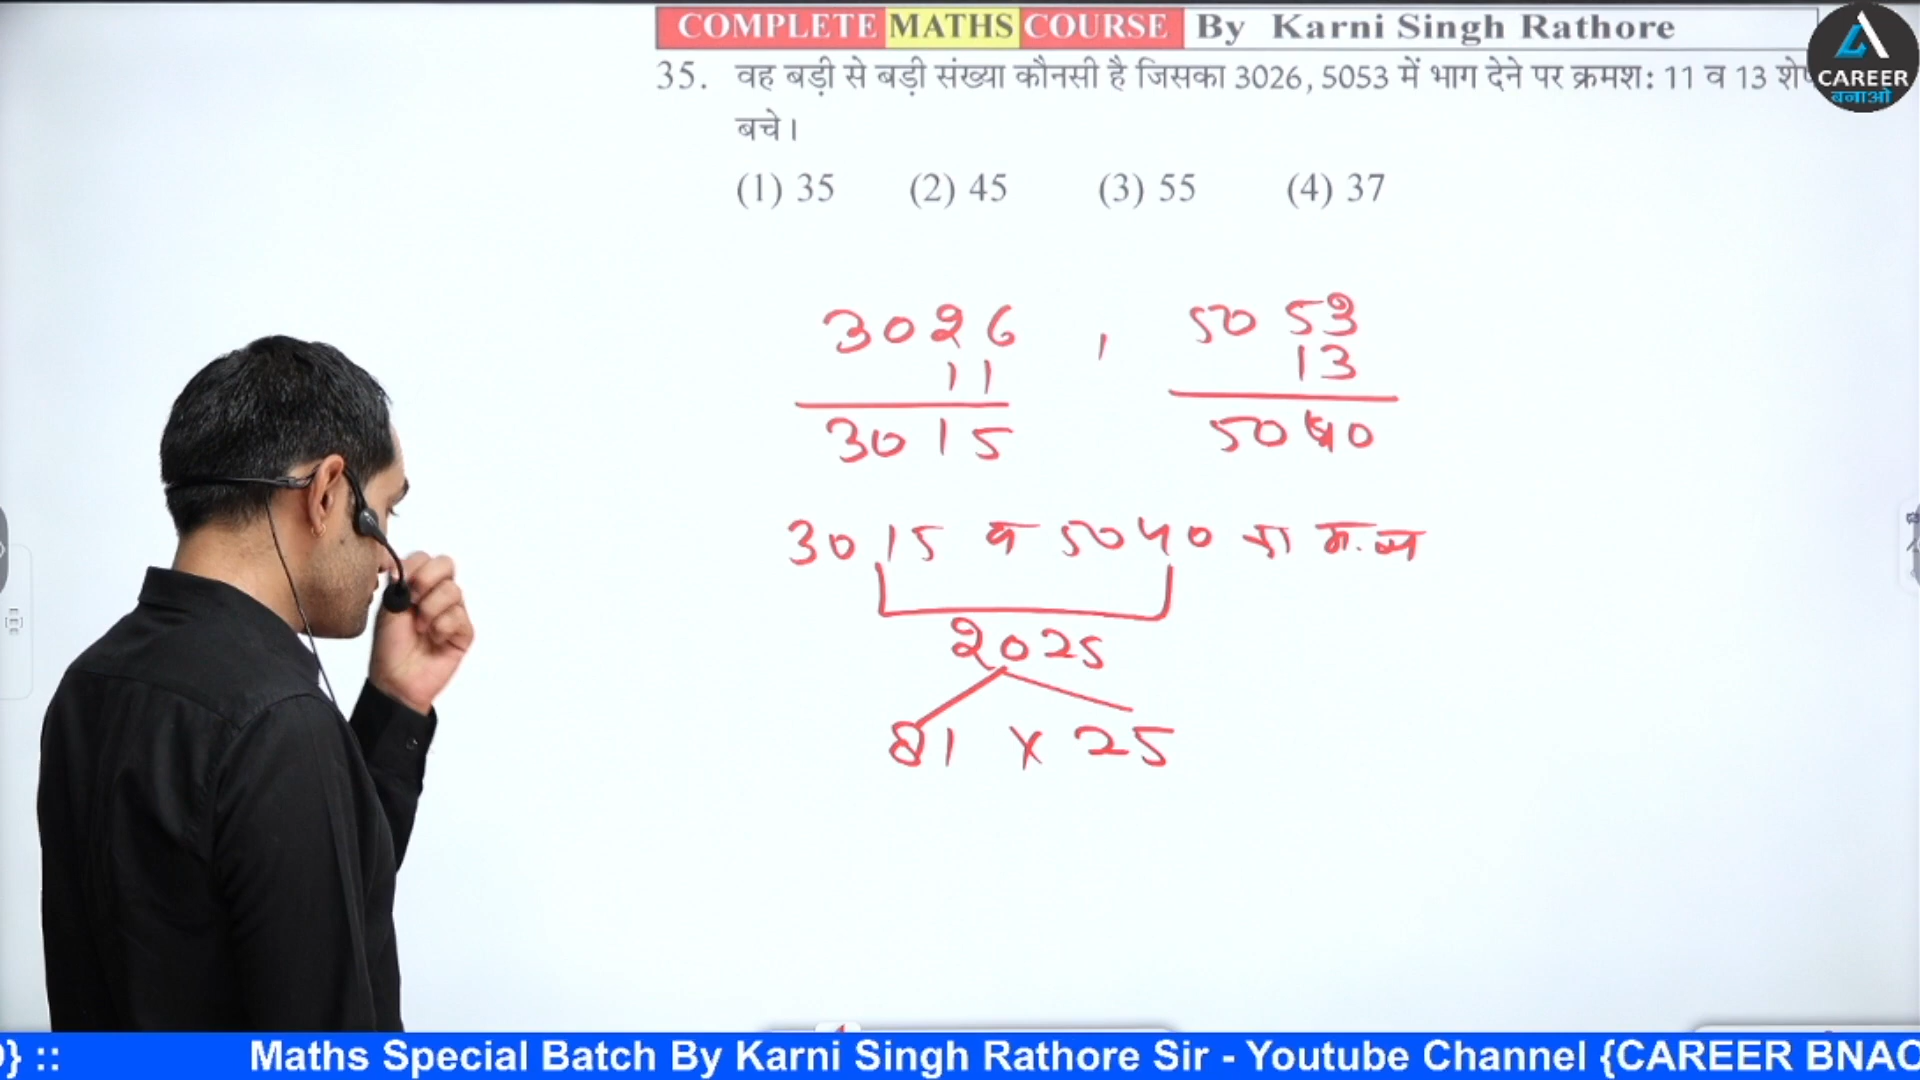 COMPLETE MATHS COURSE By Karni Singh Rathore
CAREER
बनाओ
35. वह बड़ी से बड़ी संख्या कौनसी है जिसका 3026, 5053 में भाग देने पर क्रमश: 11 व 13
बचे।
(1) 35 (2) 45 (3) 55 (4) 37
3026 , 5053
11 13
3015 5040
3015 व 5040 का म.स
2025
81 x 25
} :: Maths Special Batch By Karni Singh Rathore Sir - Youtube Channel {CAREER BNAO